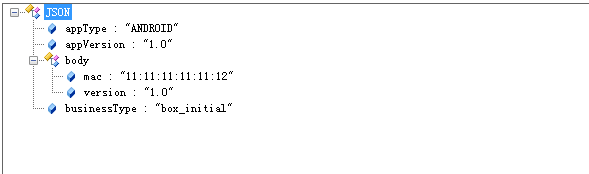 JSON
appType : "ANDROID"
appVersion : "1.0"
body
mac : "11:11:11:11:11:12"
version : "1.0"
businessType : "box_initial"